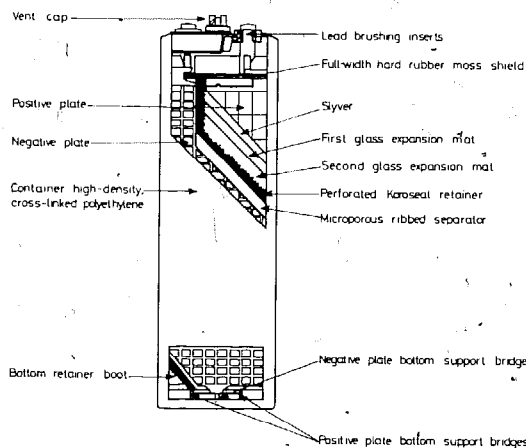 Vent cap
Lead brushing inserts
Full-width hard rubber moss shield
Positive plate
Slyver
First glass expansion mat
Negative plate
Second glass expansion mat
Container high-density,
cross-linked polyethylene
Perforated Koroseal retainer
Microporous ribbed separator
Negative plate bottom support bridge
Bottom retainer boot
Positive plate bottom support bridges